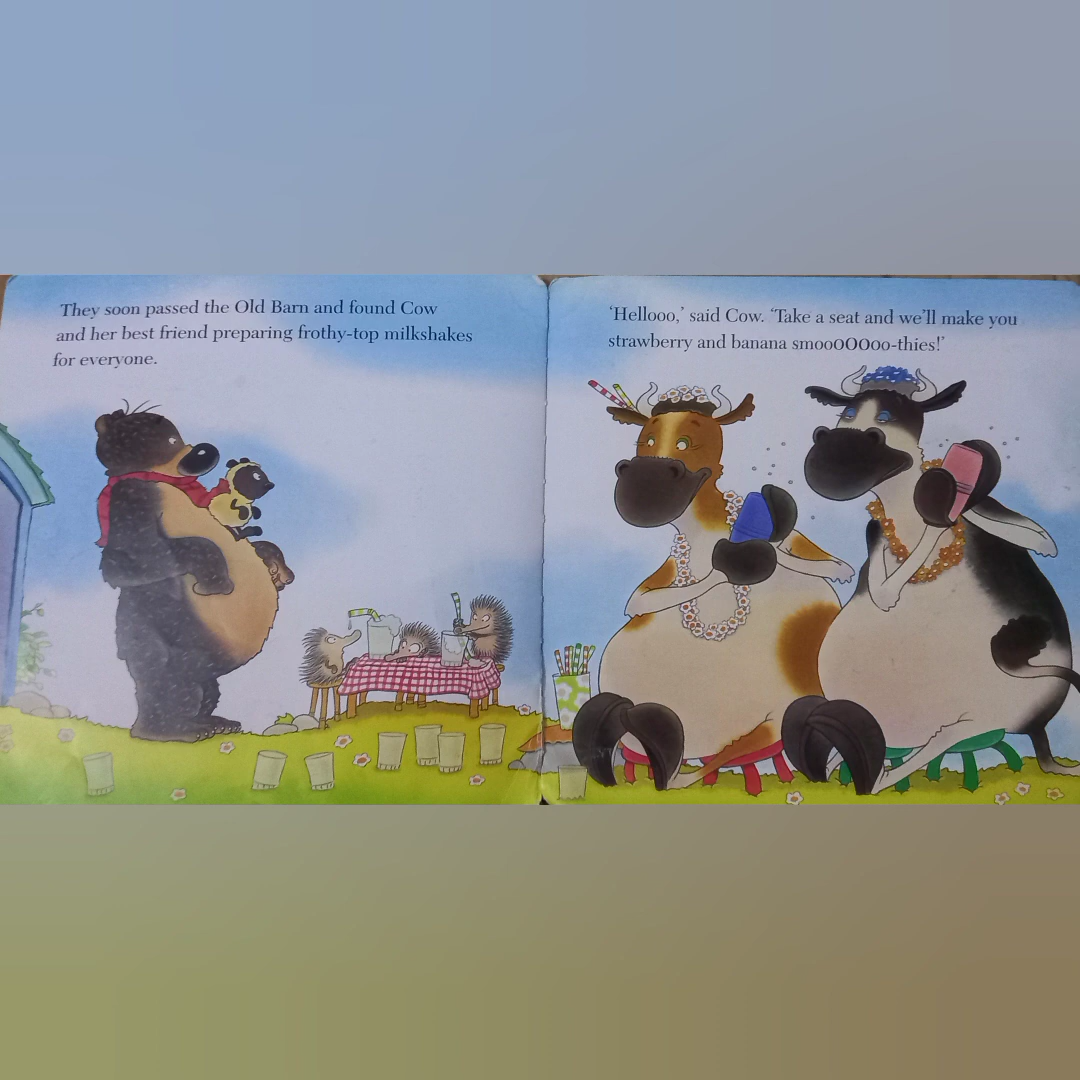 They soon passed the Old Barn and found Cow
and her best friend preparing frothy-top milkshakes
for everyone.
‘Hellooo,’ said Cow. ‘Take a seat and we’ll make you
strawberry and banana smooOOOoo-thies!’